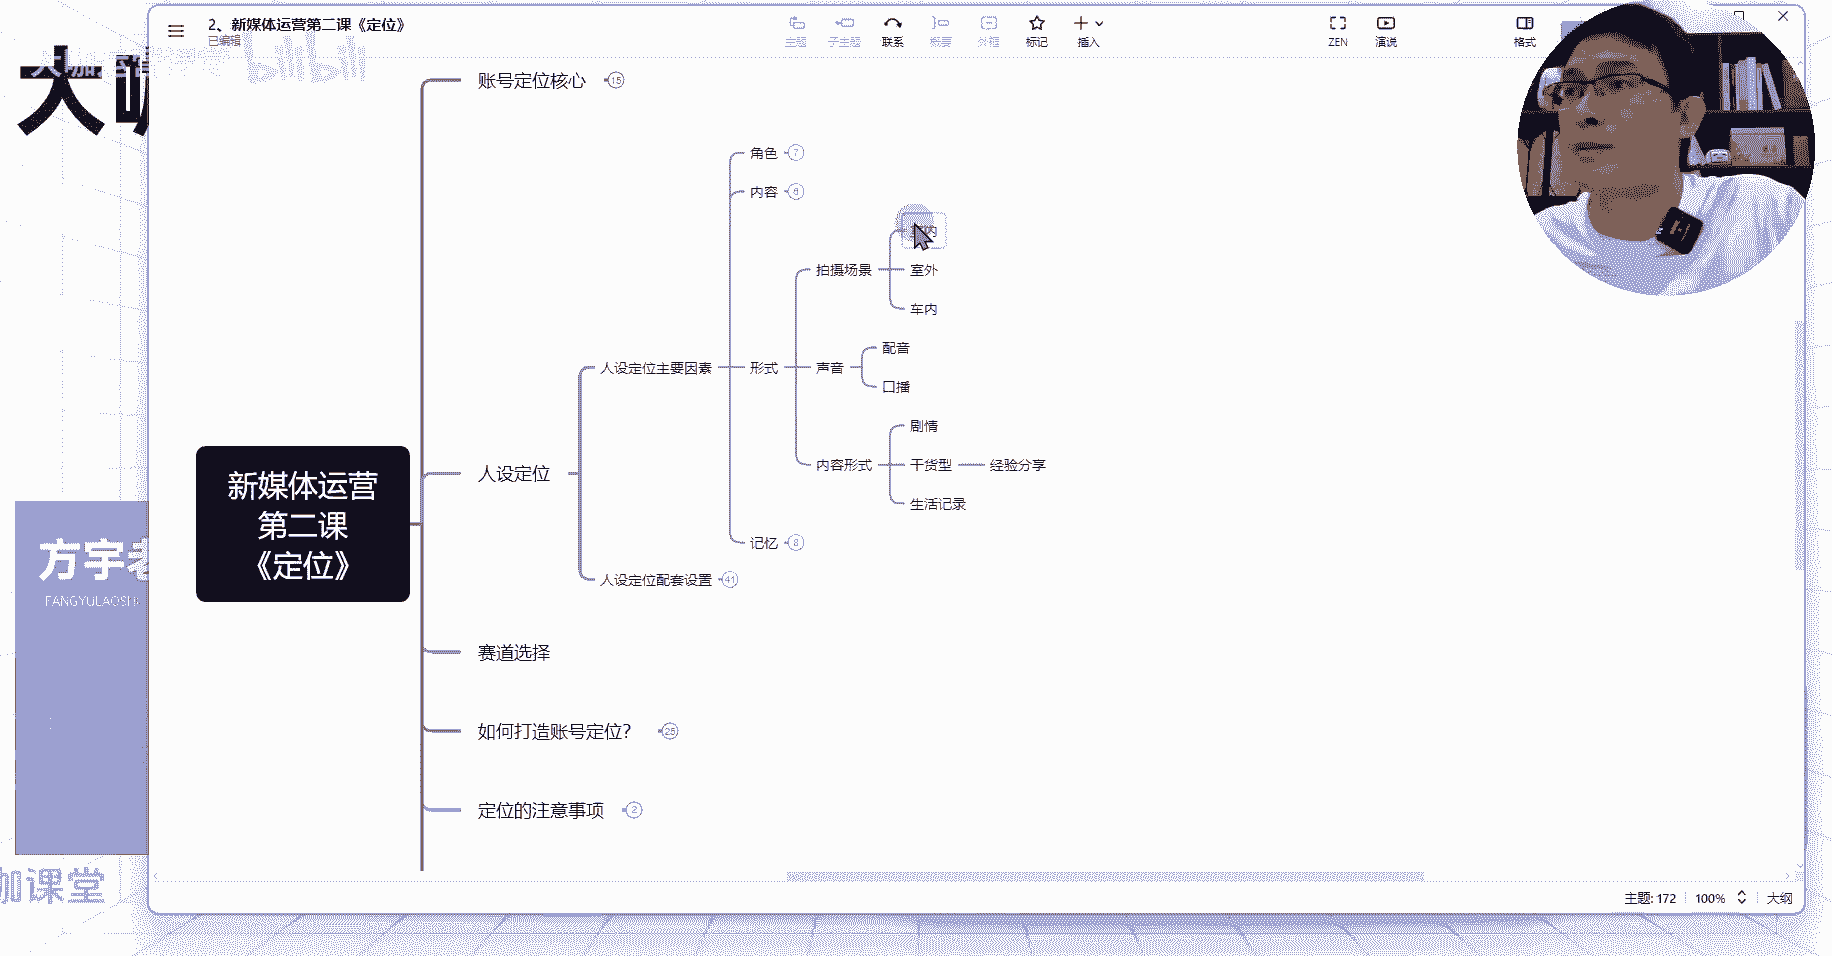 2、新媒体运营第二课《定位》
已编辑
主题
子主题
联系
概要
外框
标记
插入
ZEN
演说
格式
大咖运营
bilibili
大咖
账号定位核心 15
角色 7
内容 6
室外
拍摄场景
车内
配音
人设定位主要因素 形式 声音
口播
剧情
人设定位
内容形式 干货型 经验分享
新媒体运营
第二课
《定位》
生活记录
记忆 8
方宇老
人设定位配套设置 41
FANGYULAOSHI
赛道选择
如何打造账号定位？ 25
定位的注意事项 2
咖课堂
主题: 172
100%
大纲